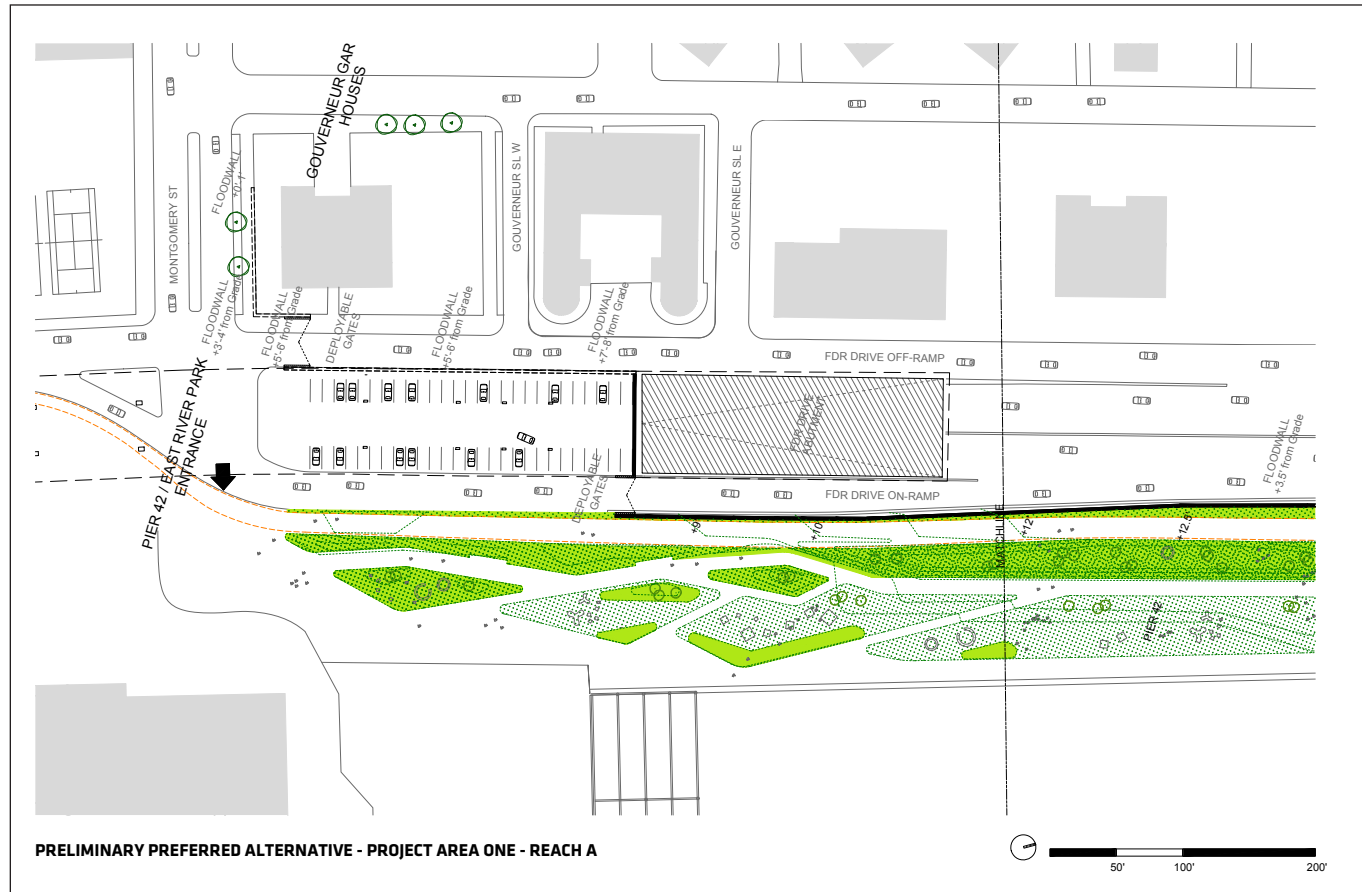 GOUVERNEUR GAR
HOUSES
MONTGOMERY ST
FLOODWALL
+0'-1'
GOUVERNEUR SL W
GOUVERNEUR SL E
FLOODWALL
+3'-4' from Grade
FLOODWALL
+5'-6' from Grade
DEPLOYABLE
GATES
FLOODWALL
+5'-6' from Grade
FLOODWALL
+7'-8' from Grade
FDR DRIVE OFF-RAMP
PIER 42 / EAST RIVER PARK
ENTRANCE
FDR DRIVE
ABUTMENT
DEPLOYABLE
GATES
FDR DRIVE ON-RAMP
FLOODWALL
+3.5' from Grade
+9'
+10'
MATCHLINE
+12'
+12.5'
PIER 42
PRELIMINARY PREFERRED ALTERNATIVE - PROJECT AREA ONE - REACH A
50'
100'
200'